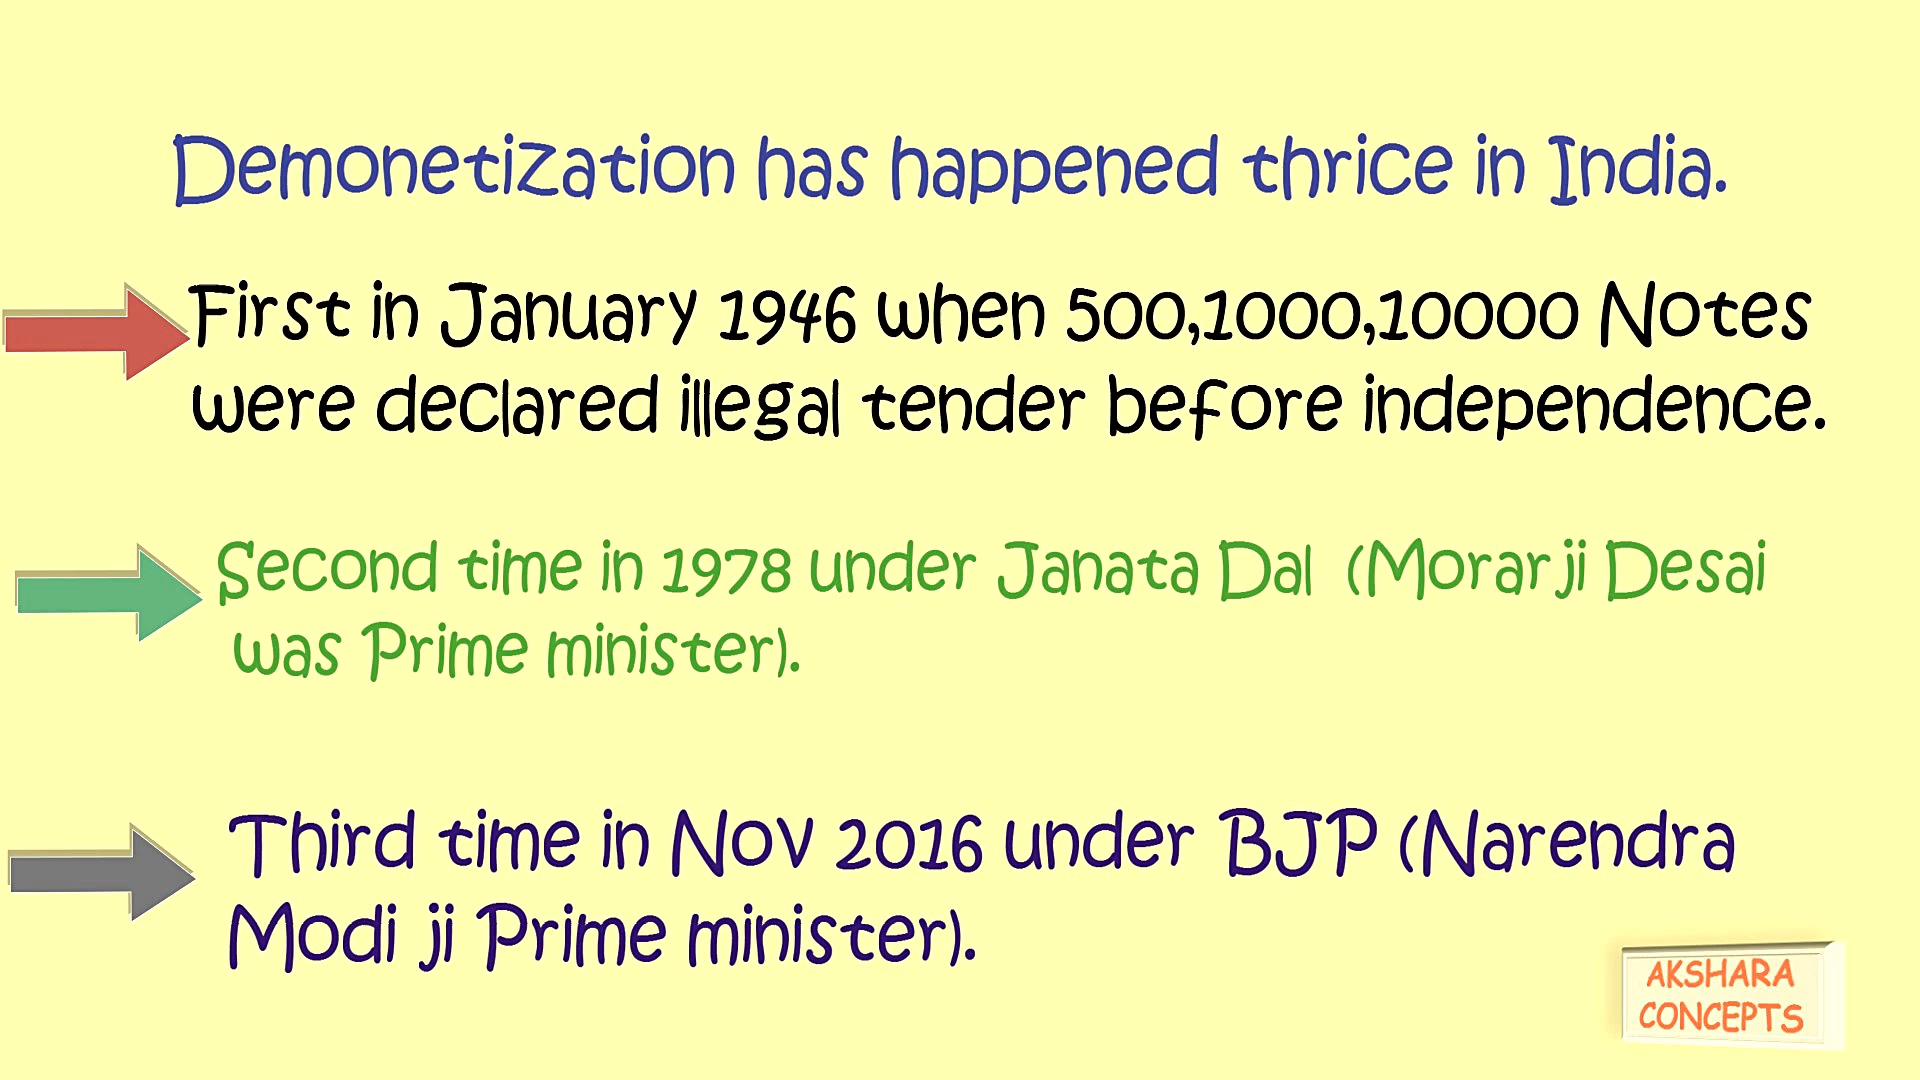 Demonetization has happened thrice in India.
First in January 1946 when 500,1000,10000 Notes
were declared illegal tender before independence.
Second time in 1978 under Janata Dal (Morarji Desai
was Prime minister).
Third time in Nov 2016 under BJP (Narendra
Modi ji Prime minister).
AKSHARA
CONCEPTS